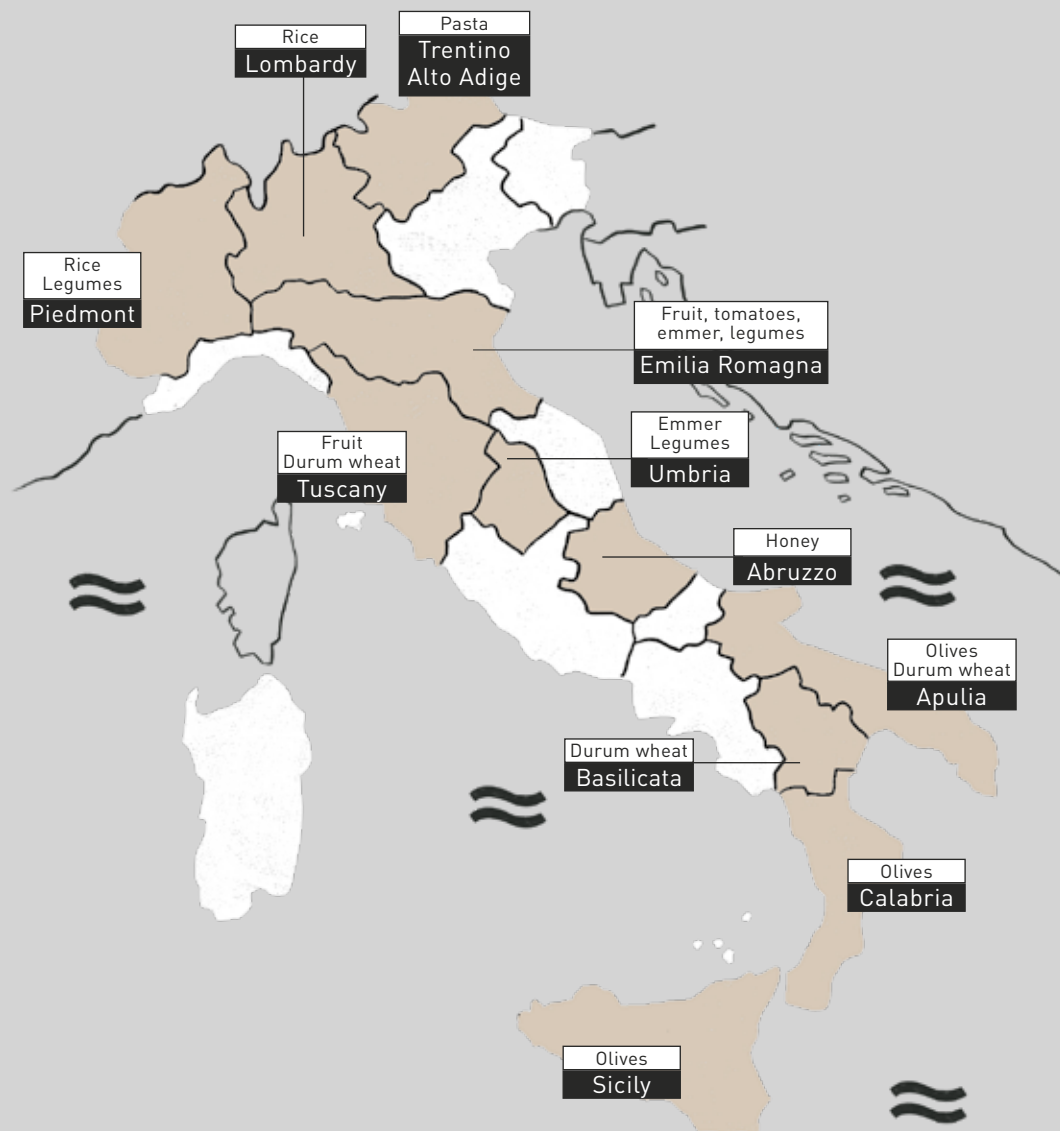 Pasta
Trentino
Alto Adige
Rice
Lombardy
Rice
Legumes
Piedmont
Fruit, tomatoes,
emmer, legumes
Emilia Romagna
Emmer
Legumes
Umbria
Fruit
Durum wheat
Tuscany
Honey
Abruzzo
Olives
Durum wheat
Apulia
Durum wheat
Basilicata
Olives
Calabria
Olives
Sicily